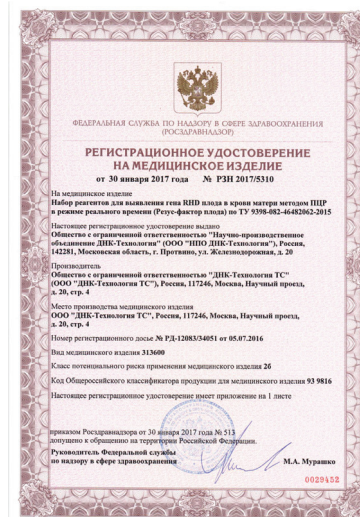 ФЕДЕРАЛЬНАЯ СЛУЖБА ПО НАДЗОРУ В СФЕРЕ ЗДРАВООХРАНЕНИЯ
(РОСЗДРАВНАДЗОР)
РЕГИСТРАЦИОННОЕ УДОСТОВЕРЕНИЕ
НА МЕДИЦИНСКОЕ ИЗДЕЛИЕ
от 30 января 2017 года № РЗН 2017/5310
На медицинское изделие
Набор реагентов для выявления гена RHD плода в крови матери методом ПЦР
в режиме реального времени (Резус-фактор плода) по ТУ 9398-082-46482062-2015
Настоящее регистрационное удостоверение выдано
Общество с ограниченной ответственностью "Научно-производственное
объединение ДНК-Технология" (ООО "НПО ДНК-Технология"), Россия,
142281, Московская область, г. Протвино, ул. Железнодорожная, д. 20
Производитель
Общество с ограниченной ответственностью "ДНК-Технология ТС"
(ООО "ДНК-Технология ТС"), Россия, 117246, Москва, Научный проезд,
д. 20, стр. 4
Место производства медицинского изделия
ООО "ДНК-Технология ТС", Россия, 117246, Москва, Научный проезд,
д. 20, стр. 4
Номер регистрационного досье № РД-12083/34051 от 05.07.2016
Вид медицинского изделия 313600
Класс потенциального риска применения медицинского изделия 2б
Код Общероссийского классификатора продукции для медицинского изделия 93 9816
Настоящее регистрационное удостоверение имеет приложение на 1 листе
приказом Росздравнадзора от 30 января 2017 года № 513
допущено к обращению на территории Российской Федерации.
Руководитель Федеральной службы
по надзору в сфере здравоохранения
М.А. Мурашко
0029452